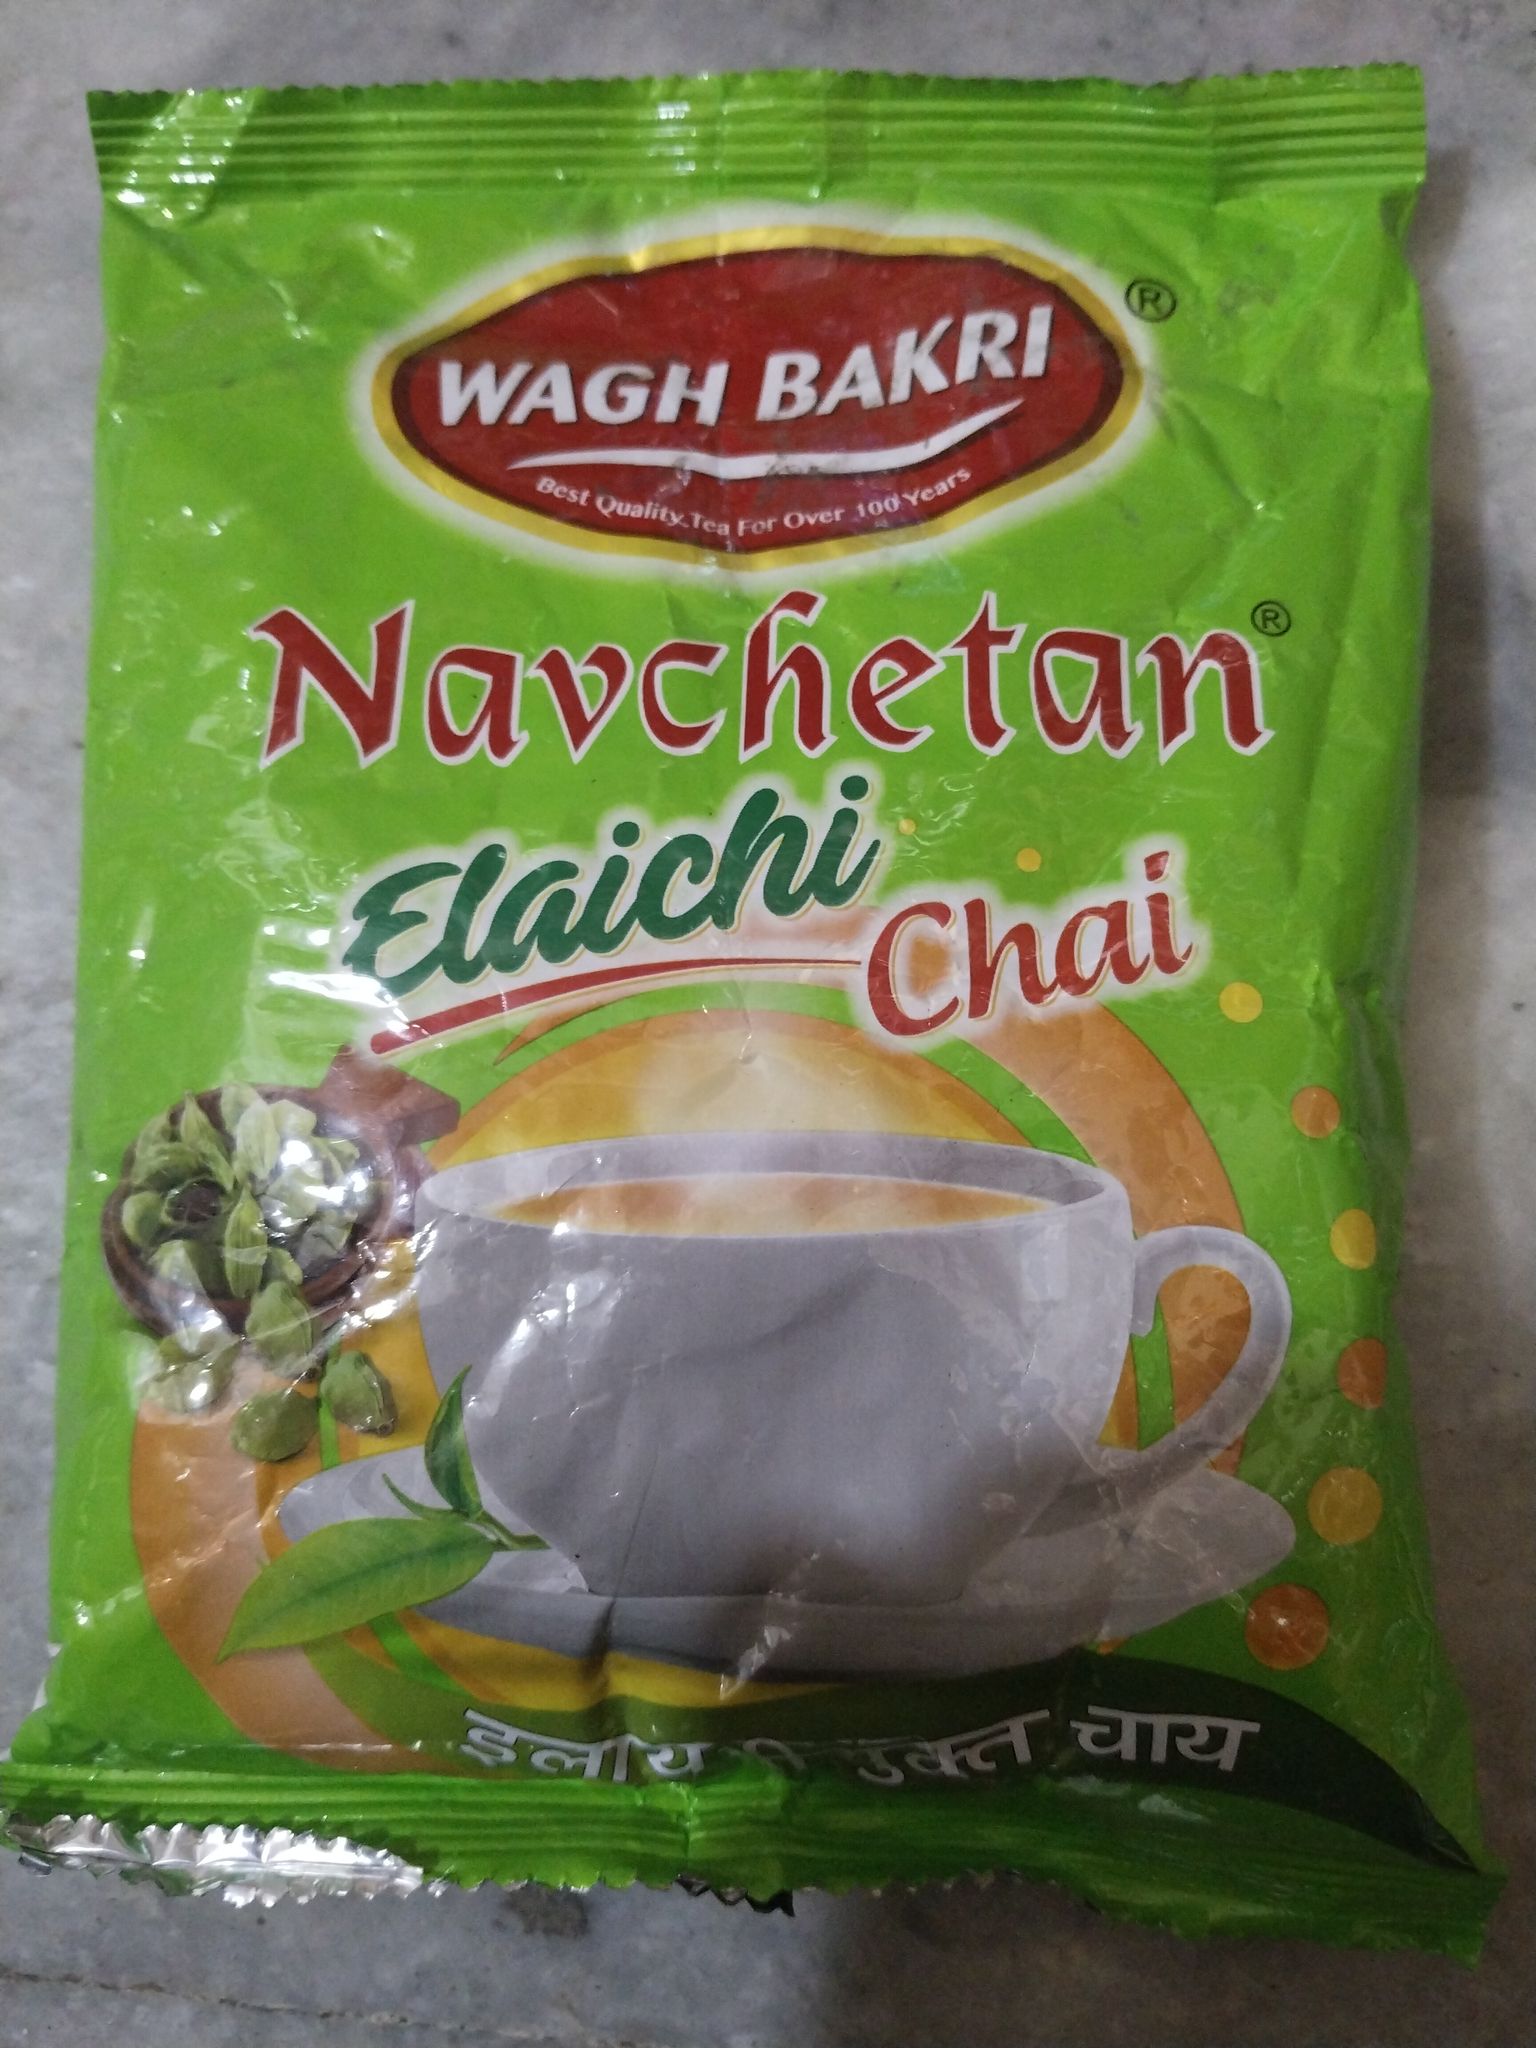 WAGH BAKRI ®
Best Quality Tea For Over 100 Years
Navchetan ®
Elaichi
Chai
चाय